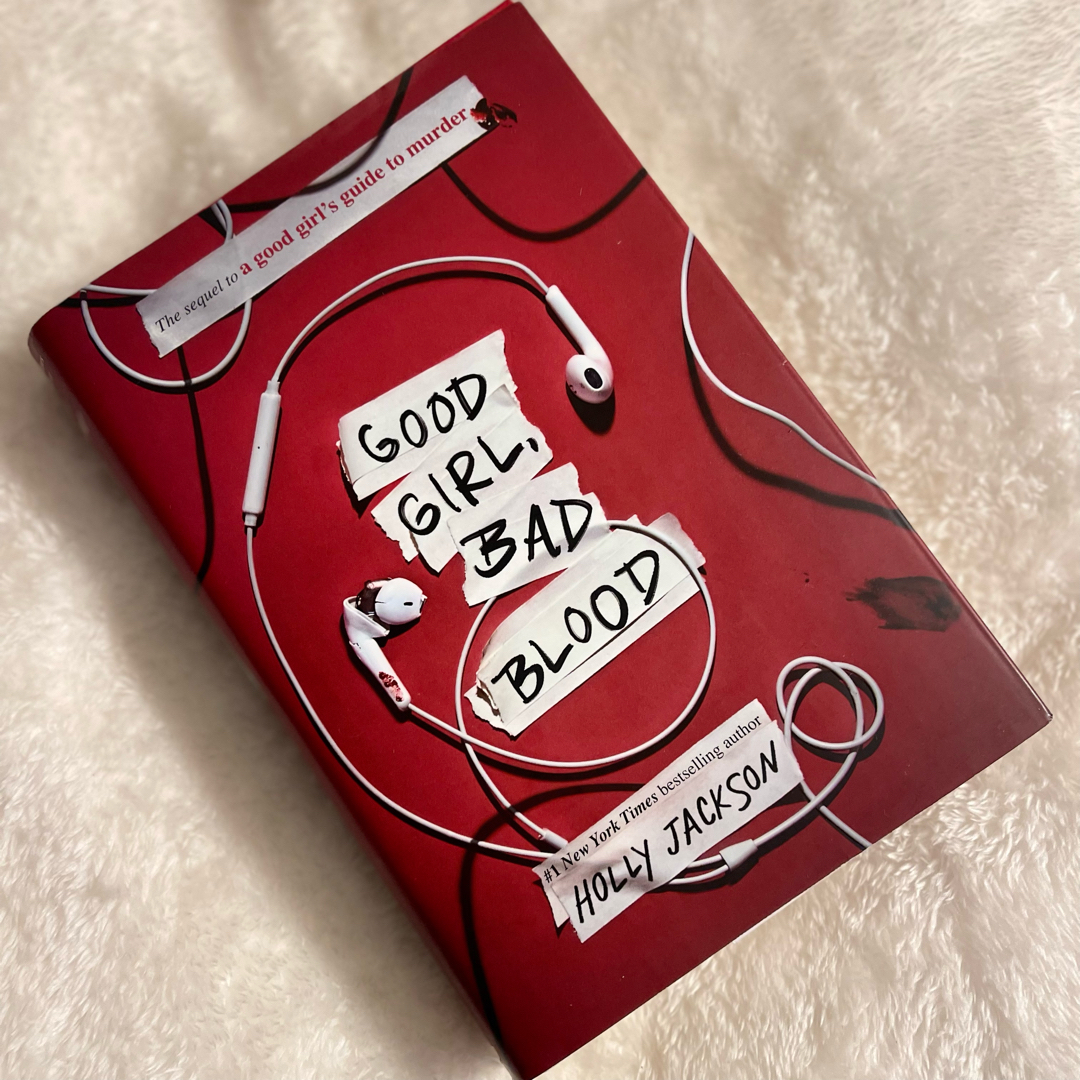 The sequel to a good girl's guide to murder
GOOD
GIRL,
BAD
BLOOD
#1 New York Times bestselling author
HOLLY JACKSON